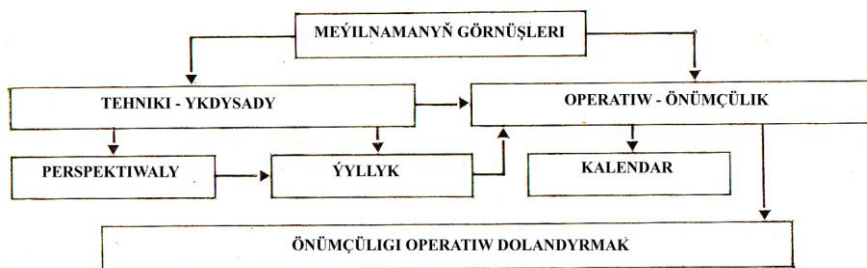 MEÝILNAMANYŇ GÖRNÜŞLERI
TEHNIKI - YKDYSADY
OPERATIW - ÖNÜMÇÜLIK
PERSPEKTIWALY
ÝYLLYK
KALENDAR
ÖNÜMÇÜLIGI OPERATIW DOLANDYRMAK